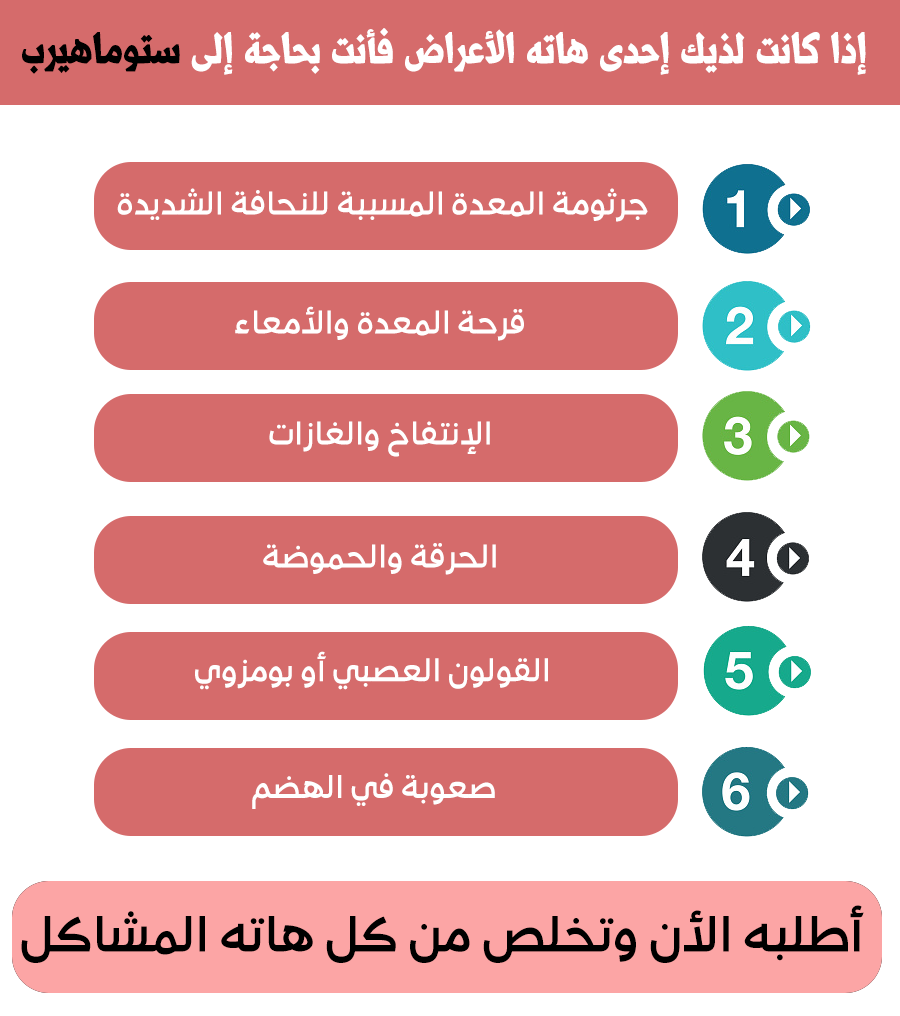 إذا كانت لذيك إحدى هاته الأعراض فأنت بحاجة إلى ستوماهيرب
1 جرثومة المعدة المسببة للنحافة الشديدة
2 قرحة المعدة والأمعاء
3 الإنتفاخ والغازات
4 الحرقة والحموضة
5 القولون العصبي أو بومزوي
6 صعوبة في الهضم
أطلبه الأن وتخلص من كل هاته المشاكل